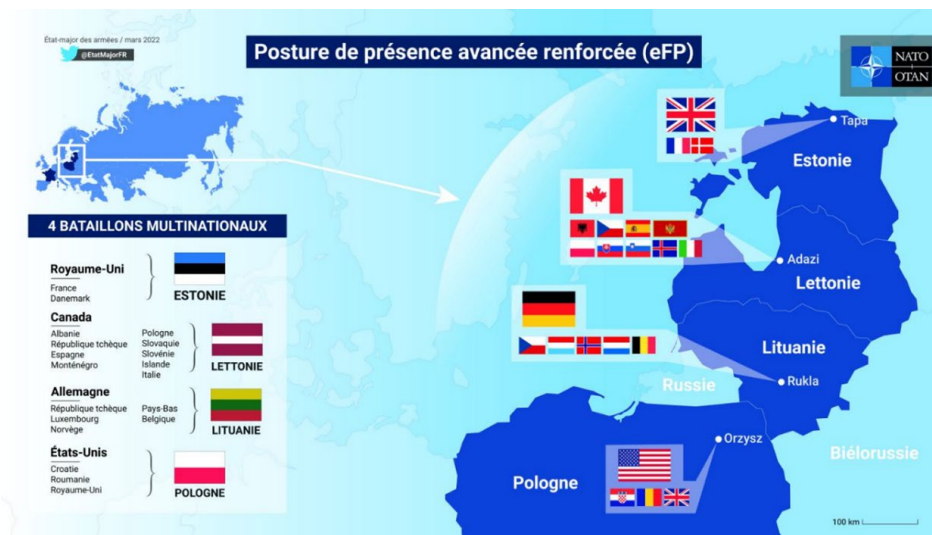 État-major des armées / mars 2022
@EtatMajorFR
Posture de présence avancée renforcée (eFP)
NATO
OTAN
4 BATAILLONS MULTINATIONAUX
Royaume-Uni
France
Danemark
ESTONIE
Canada
Albanie
République tchèque
Espagne
Monténégro
Pologne
Slovaquie
Slovénie
Islande
Italie
LETTONIE
Allemagne
République tchèque
Luxembourg
Norvège
Pays-Bas
Belgique
LITUANIE
États-Unis
Croatie
Roumanie
Royaume-Uni
POLOGNE
Tapa
Estonie
Adazi
Lettonie
Lituanie
Rukla
Russie
Orzysz
Biélorussie
Pologne
100 km